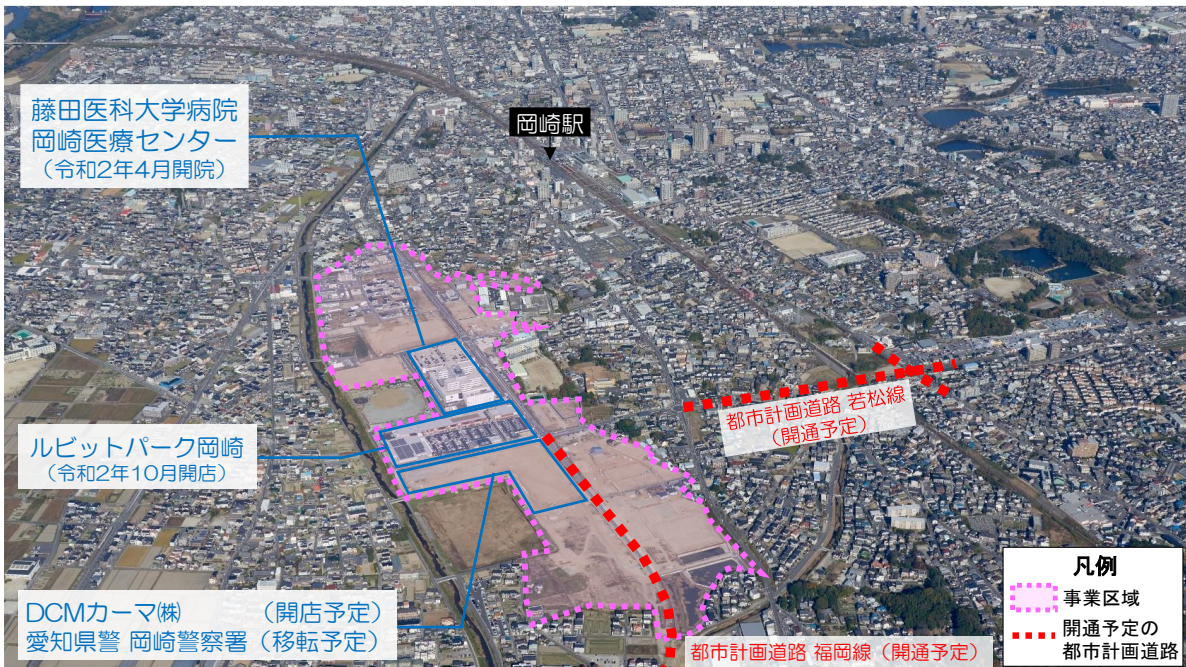 藤田医科大学病院
岡崎医療センター
（令和2年4月開院）
岡崎駅
都市計画道路 若松線
（開通予定）
ルビットパーク岡崎
（令和2年10月開店）
DCMカーマ㈱　　　（開店予定）
愛知県警 岡崎警察署（移転予定）
都市計画道路 福岡線（開通予定）
凡例
事業区域
開通予定の
都市計画道路